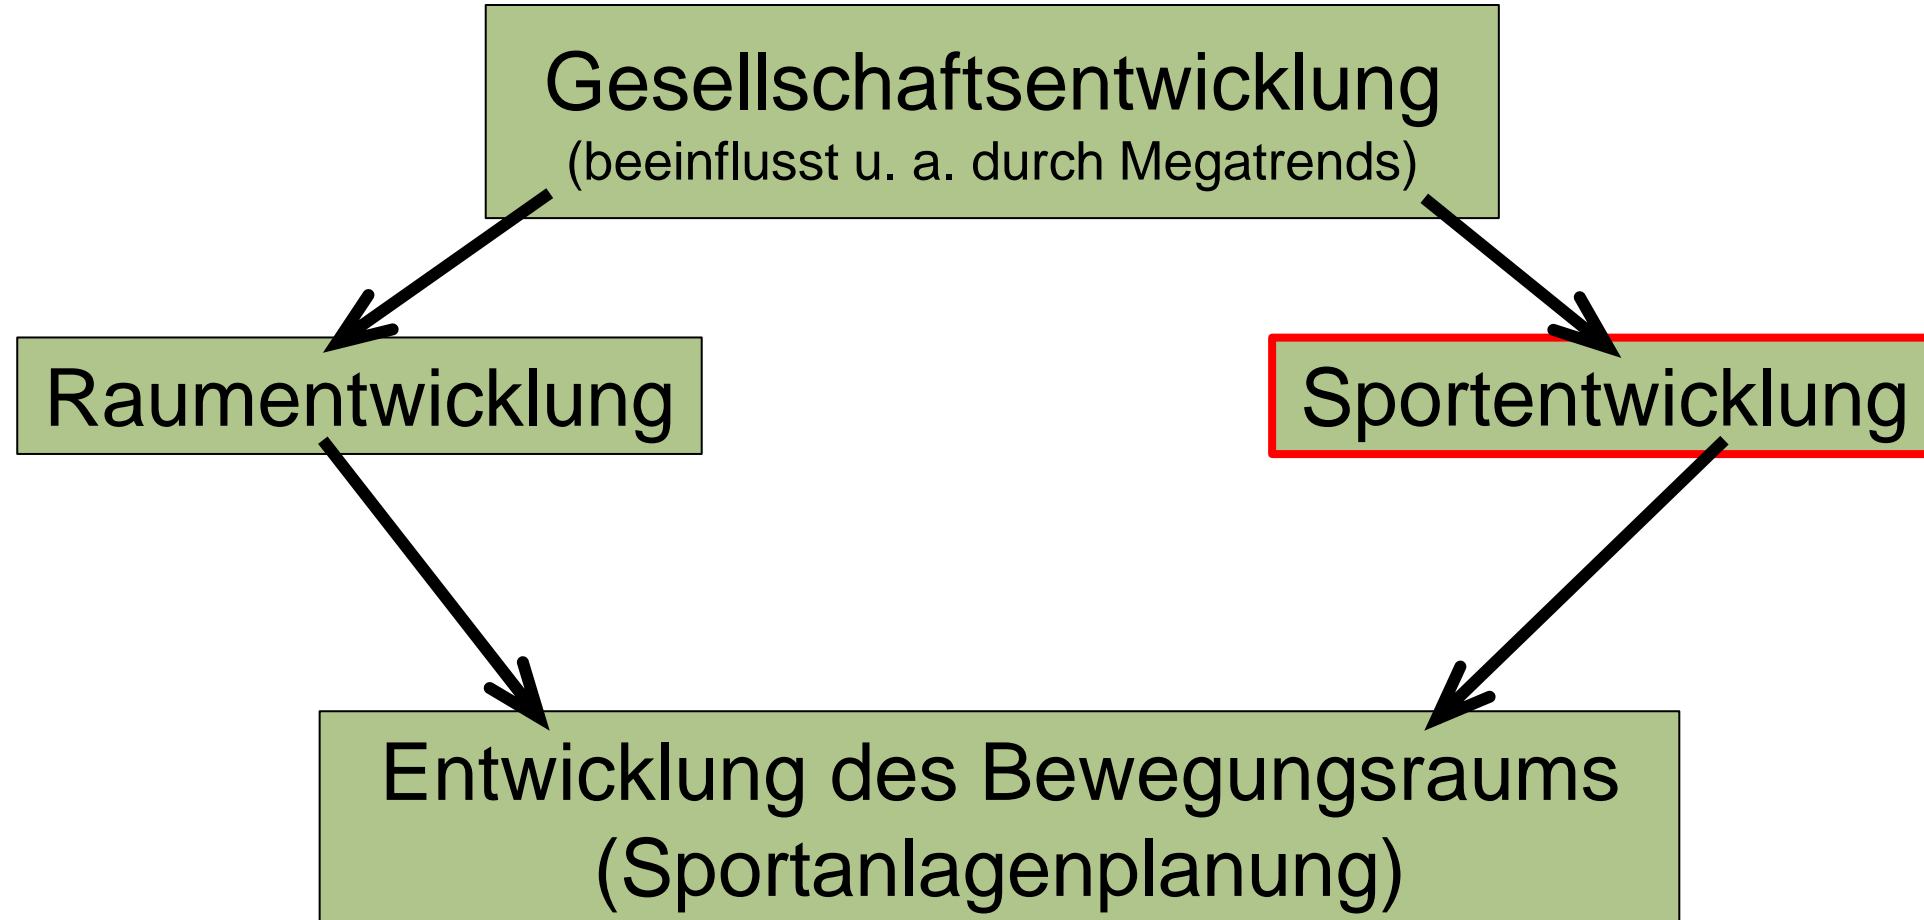 Gesellschaftsentwicklung
(beeinflusst u. a. durch Megatrends)
Raumentwicklung
Sportentwicklung
Entwicklung des Bewegungsraums
(Sportanlagenplanung)